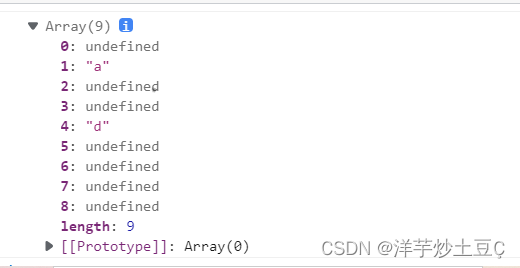 ▼ Array(9) i
0: undefined
1: "a"
2: undefined
3: undefined
4: "d"
5: undefined
6: undefined
7: undefined
8: undefined
length: 9
▶ [[Prototype]]: Array(0)
CSDN @洋芋炒土豆Ç